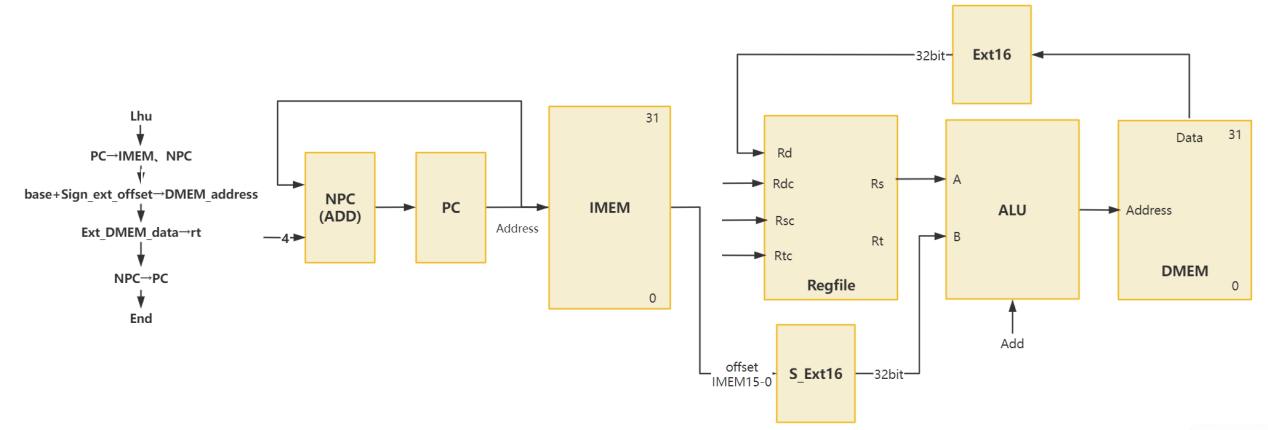 Lhu
PC→IMEM、NPC
base+Sign_ext_offset→DMEM_address
Ext_DMEM_data→rt
NPC→PC
End
4
NPC
(ADD)
PC
Address
IMEM
31
0
offset
IMEM15-0
S_Ext16
32bit
32bit
Ext16
Rd
Rdc
Rsc
Rtc
Rs
Rt
Regfile
A
B
ALU
Add
Data
31
Address
DMEM
0